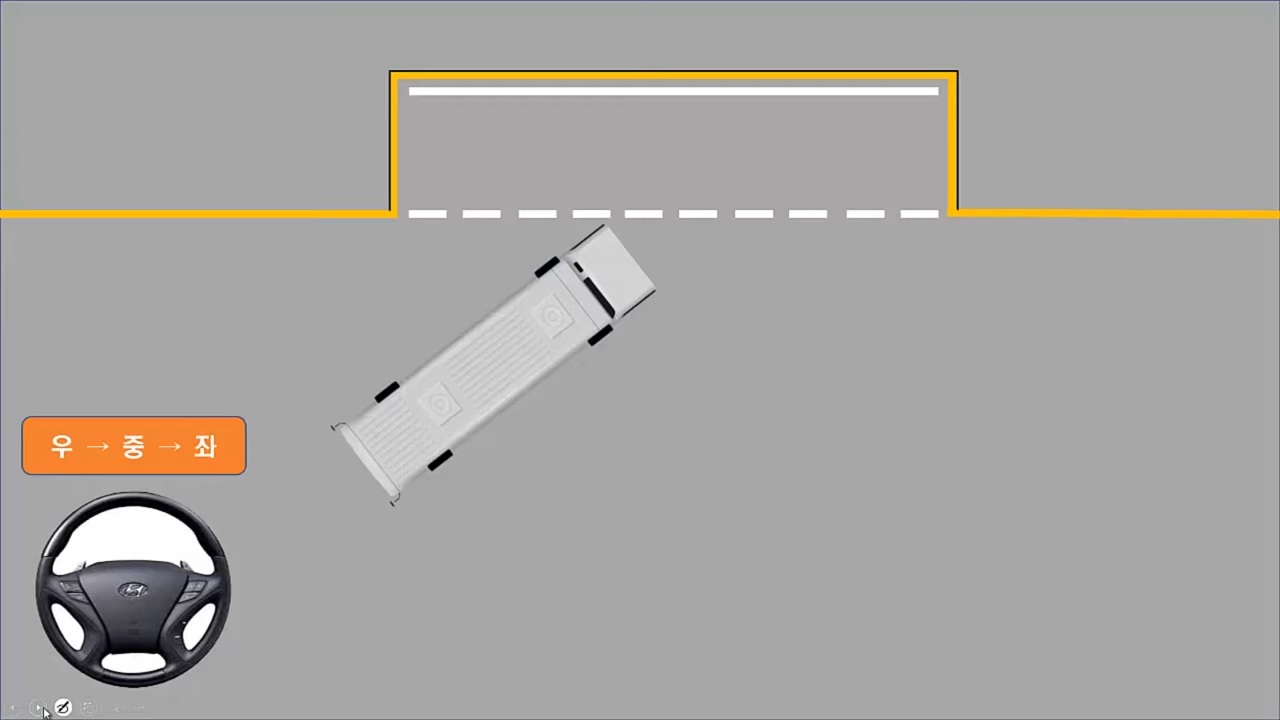 우 → 중 → 좌